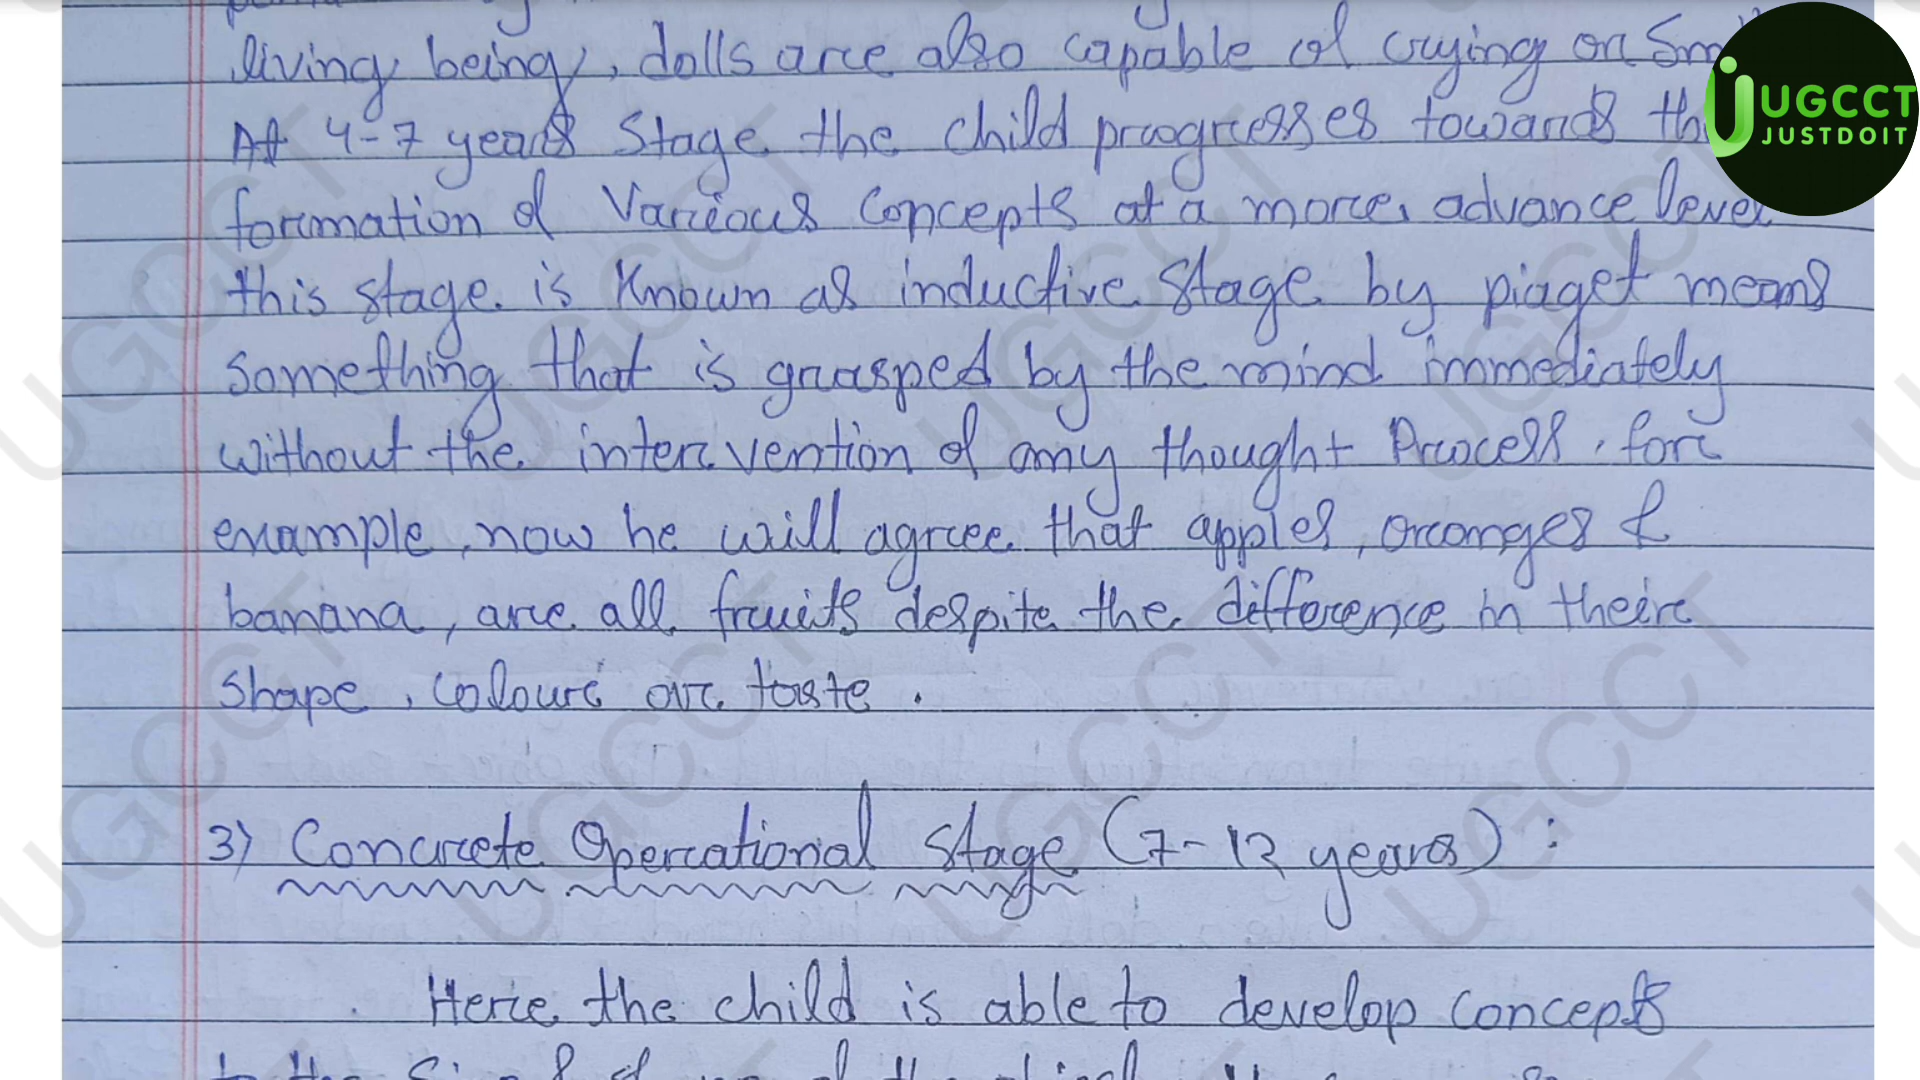 living being, dolls are also capable of crying or
At 4-7 years stage the child progresses towards
formation of various concepts at a more advance level
this stage is known as inductive stage by piaget means
something that is grasped by the mind immediately
without the intervention of any thought process. for
example, now he will agree that apples, oranges &
banana, are all fruits despite the difference in their
shape, colour or taste.
3) Concrete Operational Stage (7-12 years) :
Here the child is able to develop concepts
UGCCT
JUSTDOIT